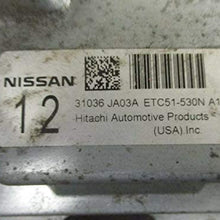 NISSAN
12
31036 JA03A ETC51-530N A1
Hitachi Automotive Products
(USA).Inc.